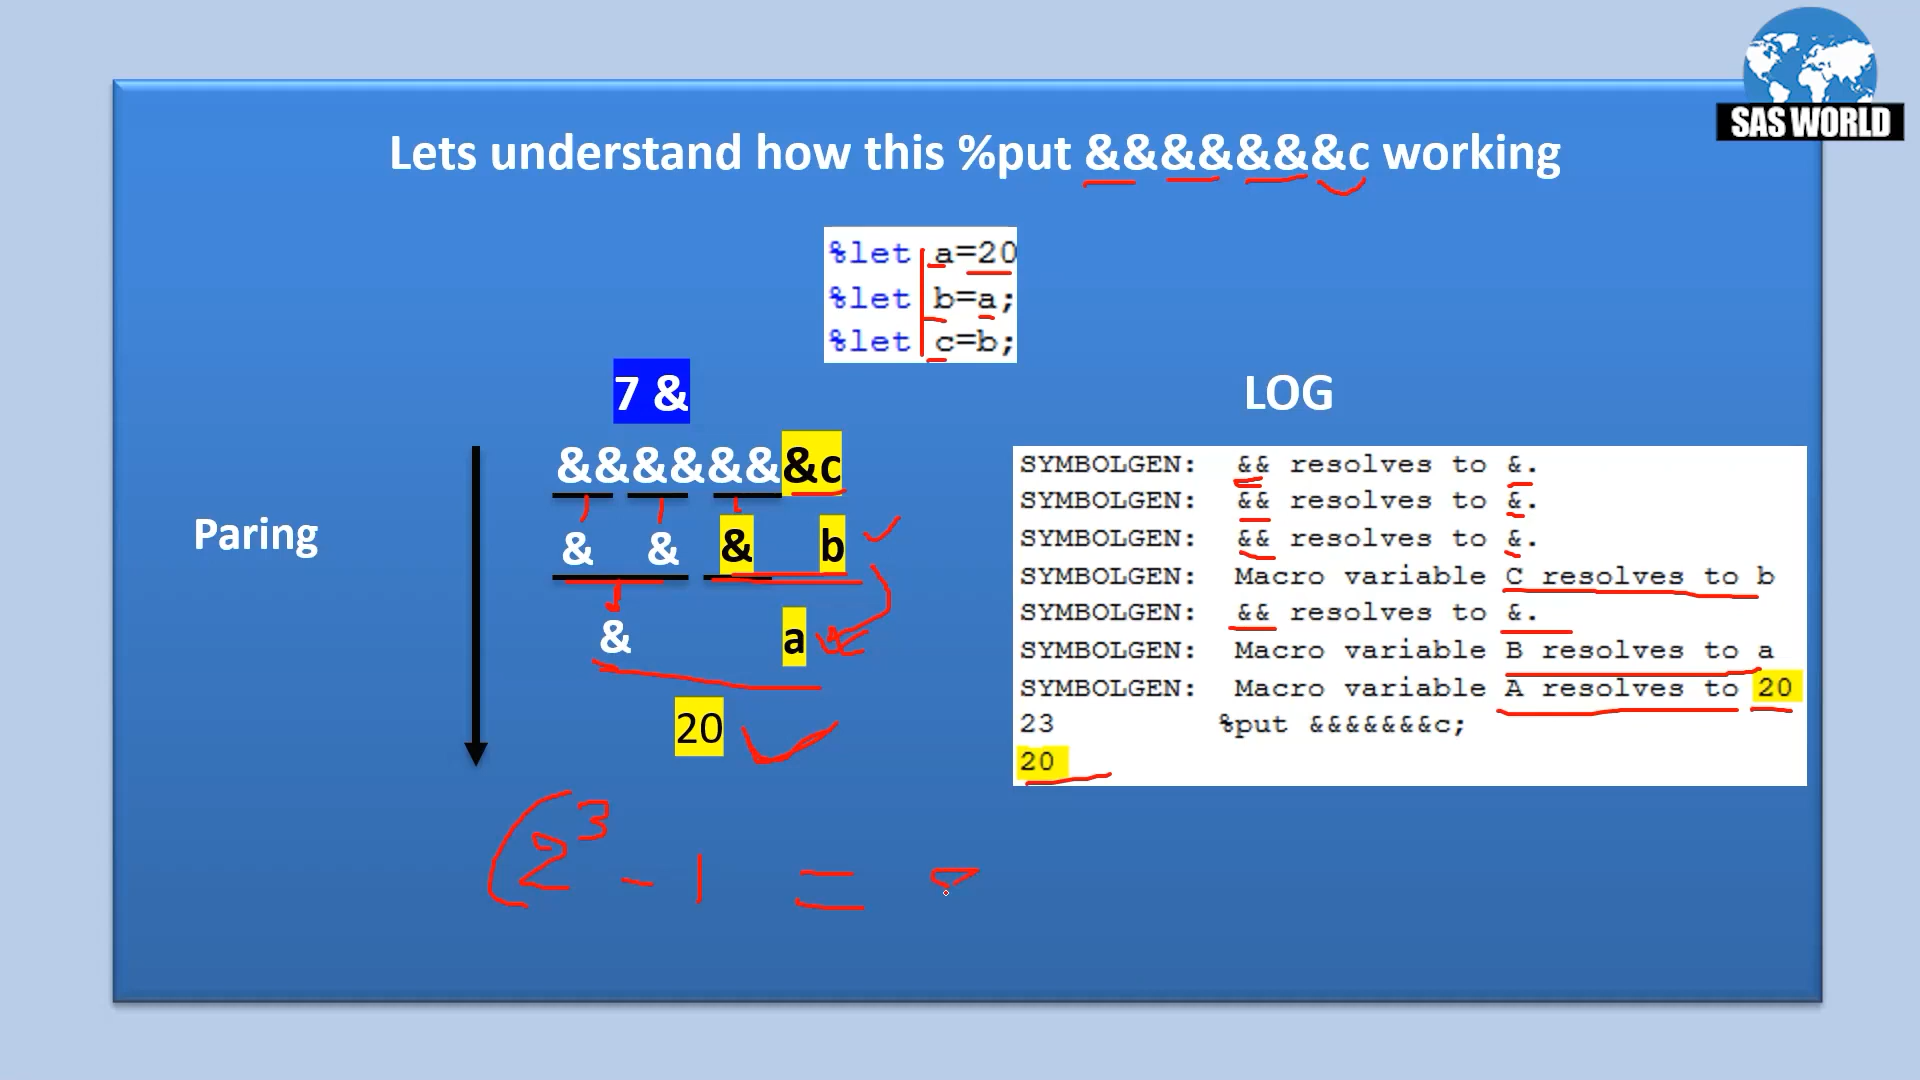 SAS WORLD
Lets understand how this %put &&&&&&&c working
%let a=20
%let b=a;
%let c=b;
7 &
LOG
Paring
&&&&&&&c
& & & b
& a
20
SYMBOLGEN: && resolves to &.
SYMBOLGEN: && resolves to &.
SYMBOLGEN: && resolves to &.
SYMBOLGEN: Macro variable C resolves to b
SYMBOLGEN: && resolves to &.
SYMBOLGEN: Macro variable B resolves to a
SYMBOLGEN: Macro variable A resolves to 20
23 %put &&&&&&&c;
20
(2³ - 1 =